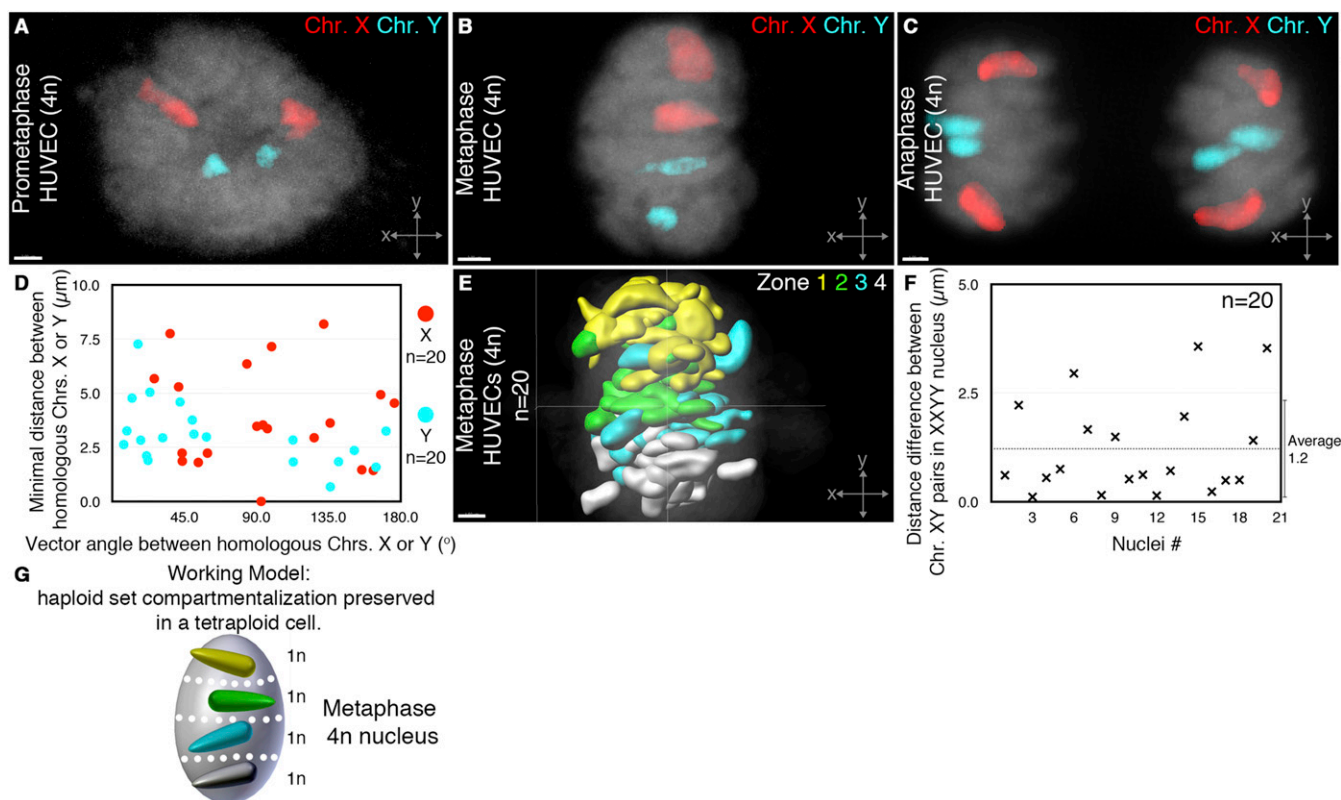 A
Chr. X Chr. Y
Prometaphase
HUVEC (4n)
y
x
B
Chr. X Chr. Y
Metaphase
HUVEC (4n)
y
x
C
Chr. X Chr. Y
Anaphase
HUVEC (4n)
y
x
D
Minimal distance between
homologous Chrs. X or Y (µm)
10.0
7.5
5.0
2.5
0.0
45.0 90.0 135.0 180.0
Vector angle between homologous Chrs. X or Y (º)
X
n=20
Y
n=20
E
Zone 1 2 3 4
Metaphase
HUVECs (4n)
n=20
y
x
F
Distance difference between
Chr. XY pairs in XXYY nucleus (µm)
5.0
2.5
0.0
n=20
3 6 9 12 15 18 21
Nuclei #
Average
1.2
G
Working Model:
haploid set compartmentalization preserved
in a tetraploid cell.
1n
1n
1n
1n
Metaphase
4n nucleus